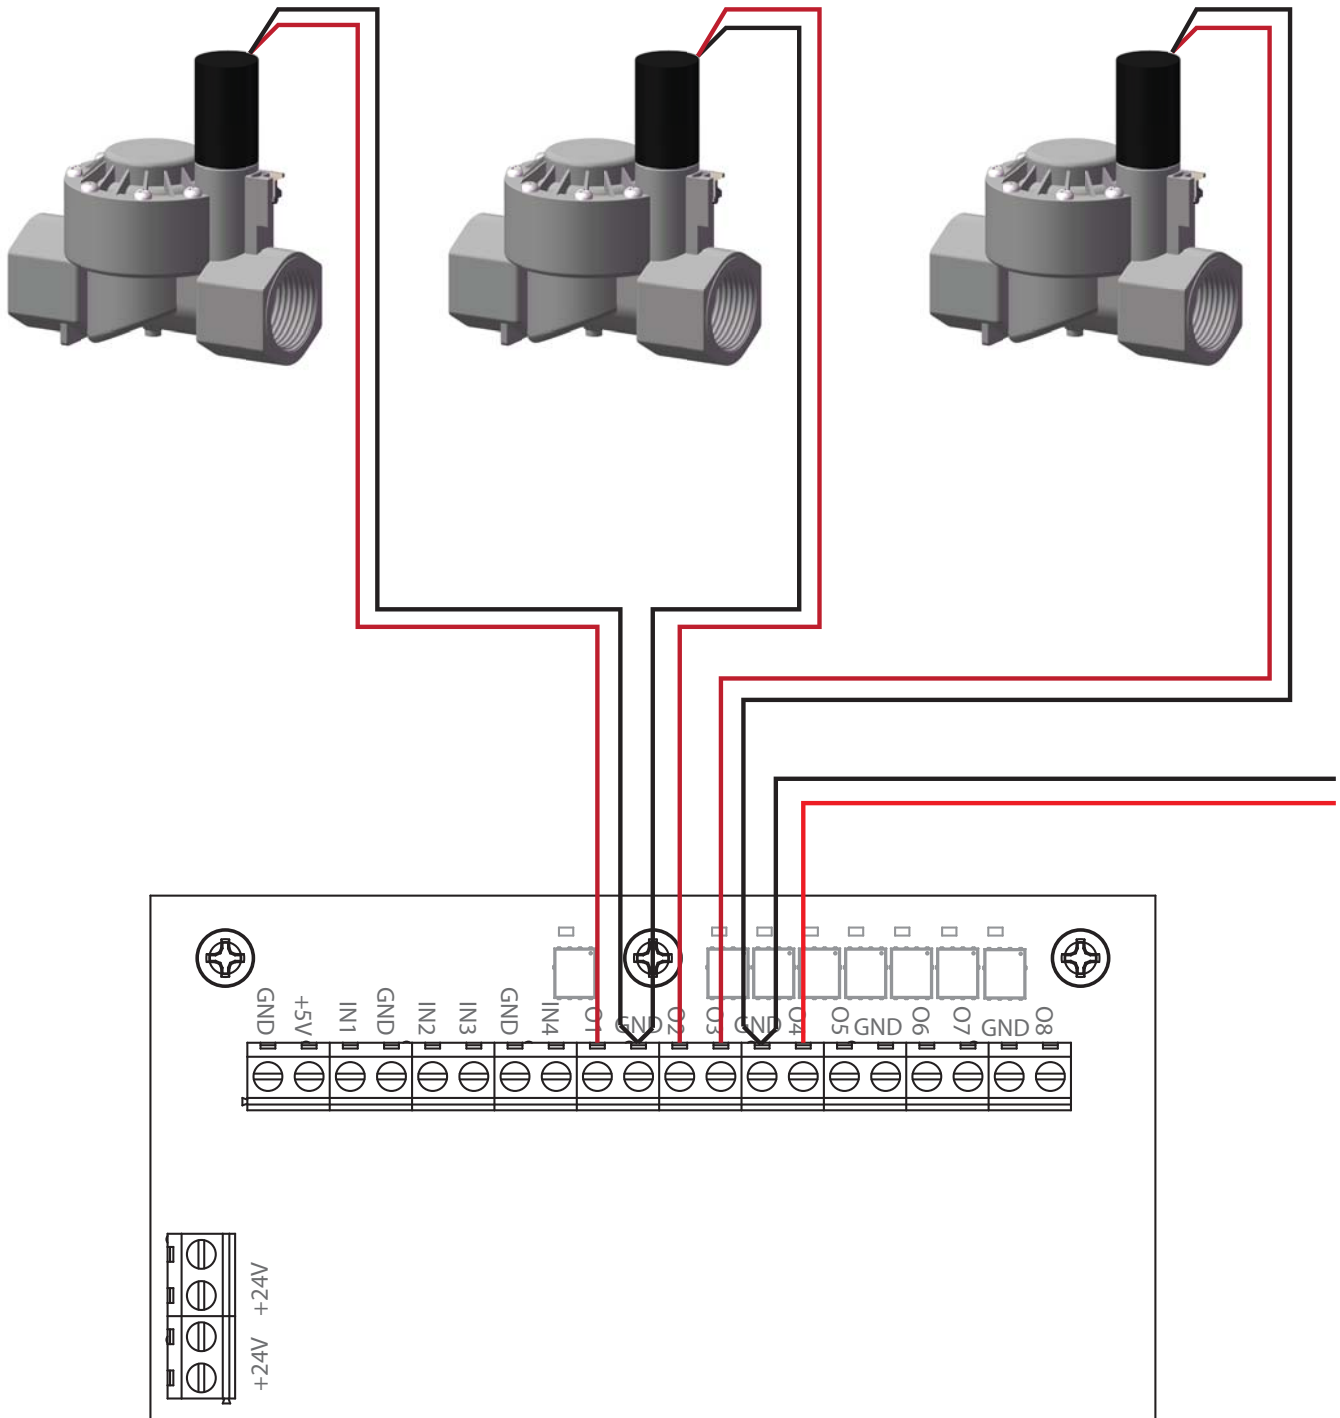 GND
+5V
IN1
GND
IN2
IN3
GND
IN4
O1
GND
O2
O3
GND
O4
O5
GND
O6
O7
GND
O8
+24V
+24V